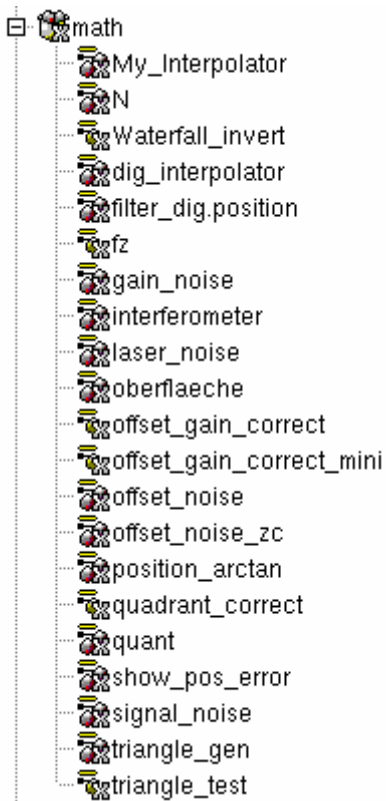 math
My_Interpolator
N
Waterfall_invert
dig_interpolator
filter_dig.position
fz
gain_noise
interferometer
laser_noise
oberflaeche
offset_gain_correct
offset_gain_correct_mini
offset_noise
offset_noise_zc
position_arctan
quadrant_correct
quant
show_pos_error
signal_noise
triangle_gen
triangle_test